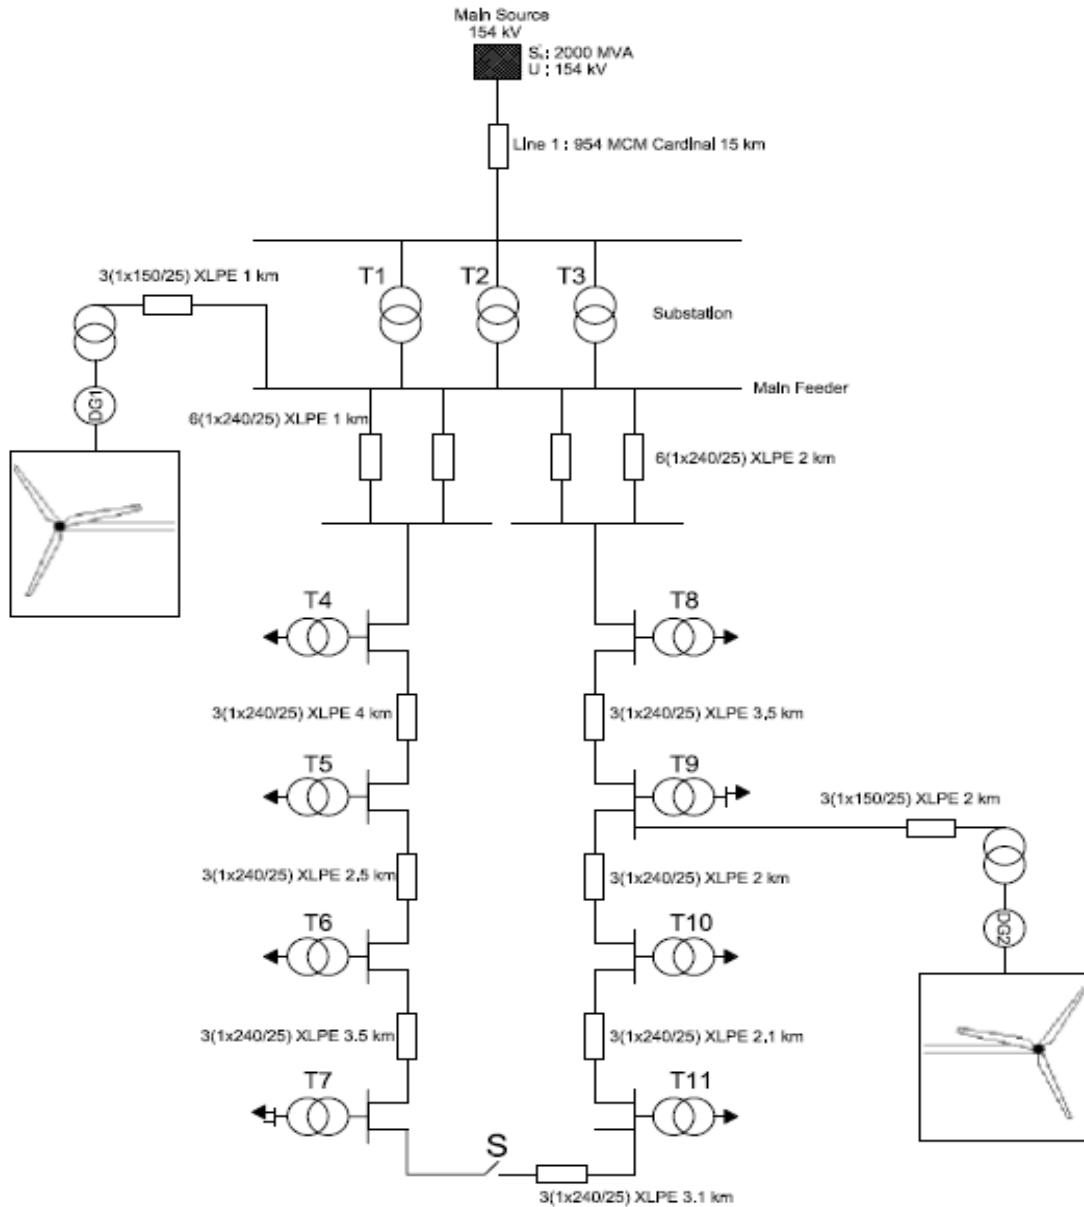 Main Source
154 kV
S: 2000 MVA
U : 154 kV
Line 1 : 954 MCM Cardinal 15 km
3(1x150/25) XLPE 1 km
T1
T2
T3
Substation
DG1
Main Feeder
6(1x240/25) XLPE 1 km
6(1x240/25) XLPE 2 km
T4
T8
3(1x240/25) XLPE 4 km
3(1x240/25) XLPE 3,5 km
T5
T9
3(1x150/25) XLPE 2 km
3(1x240/25) XLPE 2,5 km
3(1x240/25) XLPE 2 km
T6
T10
DG2
3(1x240/25) XLPE 3.5 km
3(1x240/25) XLPE 2,1 km
T7
T11
S
3(1x240/25) XLPE 3.1 km